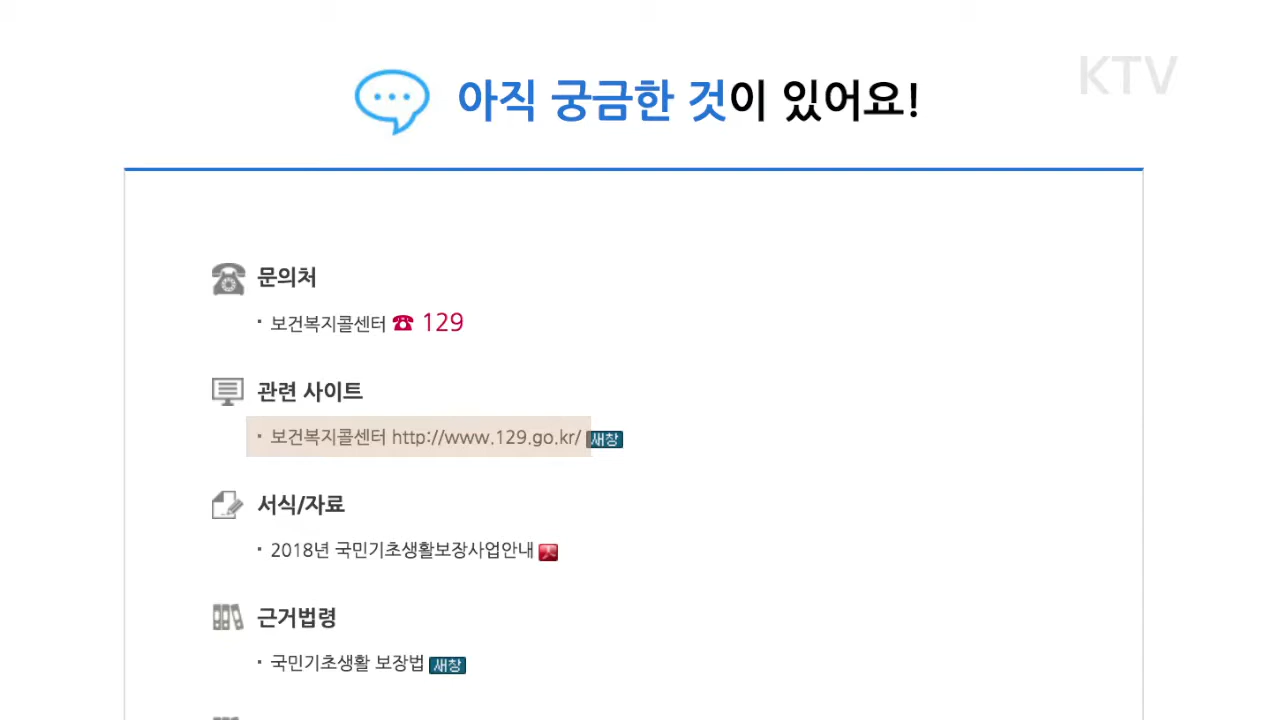 KTV
아직 궁금한 것이 있어요!
문의처
· 보건복지콜센터 ☎ 129
관련 사이트
· 보건복지콜센터 http://www.129.go.kr/ 새창
서식/자료
· 2018년 국민기초생활보장사업안내
근거법령
· 국민기초생활 보장법 새창